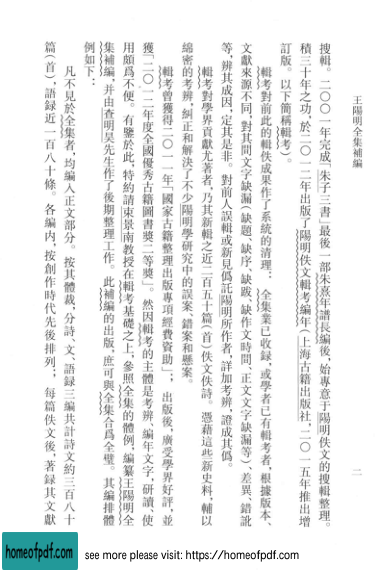 王陽明全集補編
二
搜輯。二〇〇一年完成「朱子三書」最後一部朱熹年譜長編後，始專意于陽明佚文的搜輯整理。
積三十年之功，於二〇一二年出版了陽明佚文輯考編年（上海古籍出版社，二〇一五年推出增
訂版。以下簡稱輯考）。
輯考對前此的輯佚成果作了系統的清理：　全集業已收録，或學者已有輯考者，根據版本、
文獻來源不同，對其間文字缺漏（缺題、缺序、缺跋、缺作文時間、正文文字缺漏等）、差異、錯訛
等，辨其成因，定其是非。　對前人誤輯或新見僞託陽明所作者，詳加考辨，證成其僞。
輯考對學界貢獻尤著者，乃其新輯之近二百五十篇（首）佚文佚詩。　憑藉這些新史料，輔以
綿密的考辨，糾正和解決了不少陽明學研究中的誤案、錯案和懸案。
輯考曾獲得二〇一一年「國家古籍整理出版專項經費資助」；　出版後，廣受學界好評，並
獲「二〇一二年度全國優秀古籍圖書獎二等獎」。　然因輯考的主體是考辨、編年文字，研讀、使
用頗爲不便。　有鑒於此，特約請束景南教授在輯考基礎之上，參照全集的體例，編纂王陽明全
集補編，并由查明昊先生作了後期整理工作。　此補編的出版，庶可與全集合爲全璧。　其編排體
例如下：
凡不見於全集者，均編入正文部分。　按其體裁，分詩、文、語録三編共計詩文約三百八十
篇（首），語録近一百八十條。　各編内，按創作時代先後排列；　每篇佚文後，著録其文獻
homeofpdf.com
see more please visit: https://homeofpdf.com